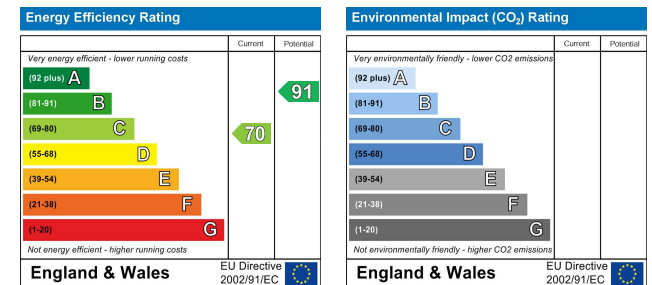 Energy Efficiency Rating
Current Potential
Very energy efficient - lower running costs
(92 plus) A
(81-91) B
91
(69-80) C
70
(55-68) D
(39-54) E
(21-38) F
(1-20) G
Not energy efficient - higher running costs
England & Wales
EU Directive
2002/91/EC
Environmental Impact (CO₂) Rating
Current Potential
Very environmentally friendly - lower CO2 emissions
(92 plus) A
(81-91) B
(69-80) C
(55-68) D
(39-54) E
(21-38) F
(1-20) G
Not environmentally friendly - higher CO2 emissions
England & Wales
EU Directive
2002/91/EC